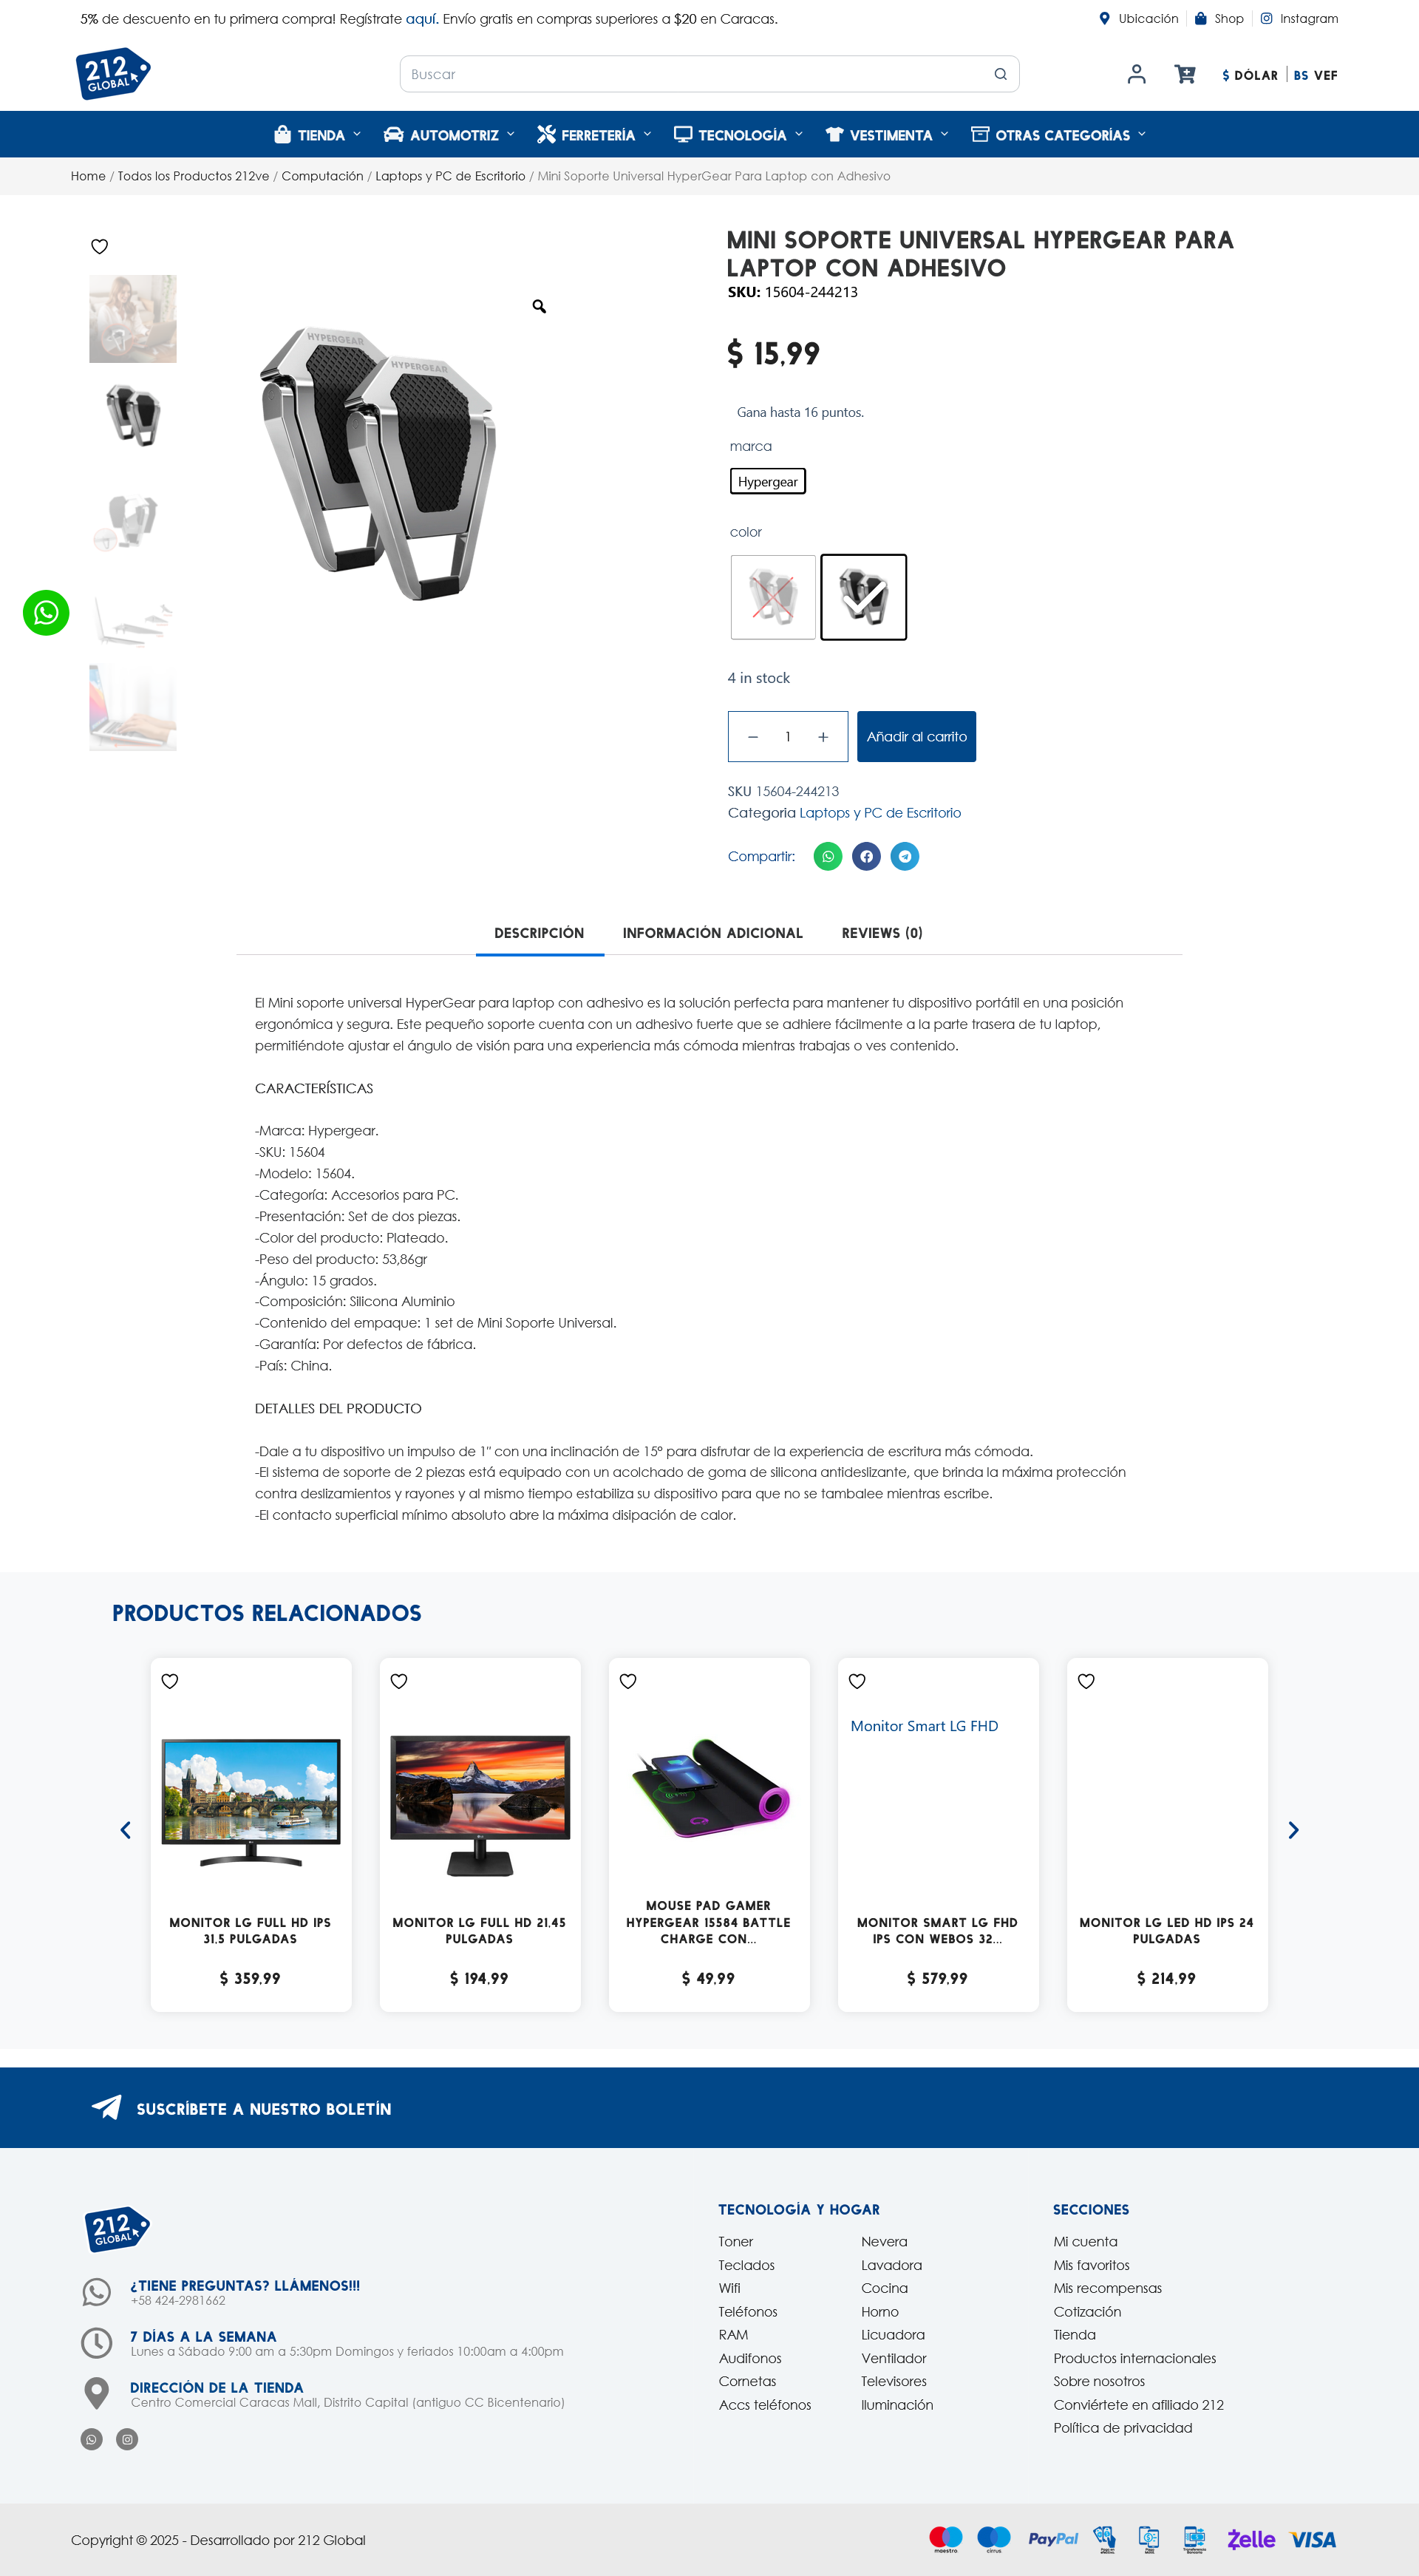 5% de descuento en tu primera compra! Regístrate aquí. Envío gratis en compras superiores a $20 en Caracas.
Ubicación
Shop
Instagram
212
GLOBAL
Buscar
$ DÓLAR
BS VEF
TIENDA
AUTOMOTRIZ
FERRETERÍA
TECNOLOGÍA
VESTIMENTA
OTRAS CATEGORÍAS
Home / Todos los Productos 212ve / Computación / Laptops y PC de Escritorio / Mini Soporte Universal HyperGear Para Laptop con Adhesivo
MINI SOPORTE UNIVERSAL HYPERGEAR PARA
LAPTOP CON ADHESIVO
SKU: 15604-244213
HYPERGEAR
HYPERGEAR
$ 15,99
Gana hasta 16 puntos.
marca
Hypergear
color
4 in stock
1
Añadir al carrito
SKU 15604-244213
Categoria Laptops y PC de Escritorio
Compartir:
DESCRIPCIÓN
INFORMACIÓN ADICIONAL
REVIEWS (0)
El Mini soporte universal HyperGear para laptop con adhesivo es la solución perfecta para mantener tu dispositivo portátil en una posición
ergonómica y segura. Este pequeño soporte cuenta con un adhesivo fuerte que se adhiere fácilmente a la parte trasera de tu laptop,
permitiéndote ajustar el ángulo de visión para una experiencia más cómoda mientras trabajas o ves contenido.
CARACTERÍSTICAS
-Marca: Hypergear.
-SKU: 15604
-Modelo: 15604.
-Categoría: Accesorios para PC.
-Presentación: Set de dos piezas.
-Color del producto: Plateado.
-Peso del producto: 53,86gr
-Ángulo: 15 grados.
-Composición: Silicona Aluminio
-Contenido del empaque: 1 set de Mini Soporte Universal.
-Garantía: Por defectos de fábrica.
-País: China.
DETALLES DEL PRODUCTO
-Dale a tu dispositivo un impulso de 1" con una inclinación de 15º para disfrutar de la experiencia de escritura más cómoda.
-El sistema de soporte de 2 piezas está equipado con un acolchado de goma de silicona antideslizante, que brinda la máxima protección
contra deslizamientos y rayones y al mismo tiempo estabiliza su dispositivo para que no se tambalee mientras escribe.
-El contacto superficial mínimo absoluto abre la máxima disipación de calor.
PRODUCTOS RELACIONADOS
Monitor Smart LG FHD
MONITOR LG FULL HD IPS
31.5 PULGADAS
$ 359,99
MONITOR LG FULL HD 21.45
PULGADAS
$ 194,99
MOUSE PAD GAMER
HYPERGEAR 15584 BATTLE
CHARGE CON...
$ 49,99
MONITOR SMART LG FHD
IPS CON WEBOS 32...
$ 579,99
MONITOR LG LED HD IPS 24
PULGADAS
$ 214,99
SUSCRÍBETE A NUESTRO BOLETÍN
212
GLOBAL
¿TIENE PREGUNTAS? LLÁMENOS!!!
+58 424-2981662
7 DÍAS A LA SEMANA
Lunes a Sábado 9:00 am a 5:30pm Domingos y feriados 10:00am a 4:00pm
DIRECCIÓN DE LA TIENDA
Centro Comercial Caracas Mall, Distrito Capital (antiguo CC Bicentenario)
TECNOLOGÍA Y HOGAR
Toner
Teclados
Wifi
Teléfonos
RAM
Audifonos
Cornetas
Accs teléfonos
Nevera
Lavadora
Cocina
Horno
Licuadora
Ventilador
Televisores
Iluminación
SECCIONES
Mi cuenta
Mis favoritos
Mis recompensas
Cotización
Tienda
Productos internacionales
Sobre nosotros
Conviértete en afiliado 212
Política de privacidad
Copyright © 2025 - Desarrollado por 212 Global
maestro
cirrus
PayPal
Zelle
VISA